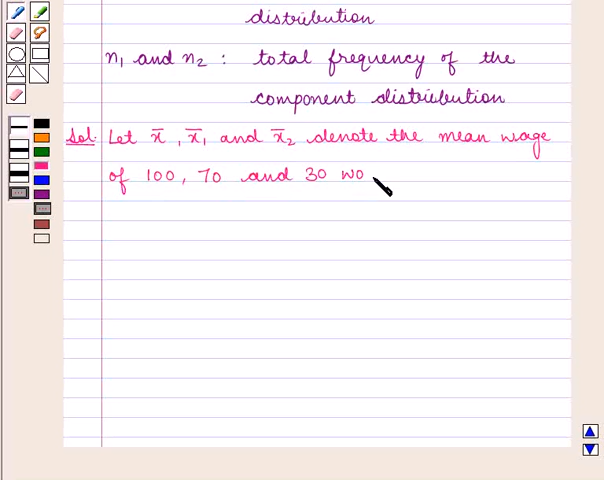 distribution
n₁ and n₂ : total frequency of the
component distribution
Sol. Let x̄ , x̄₁ and x̄₂ denote the mean wage
of 100, 70 and 30 wo